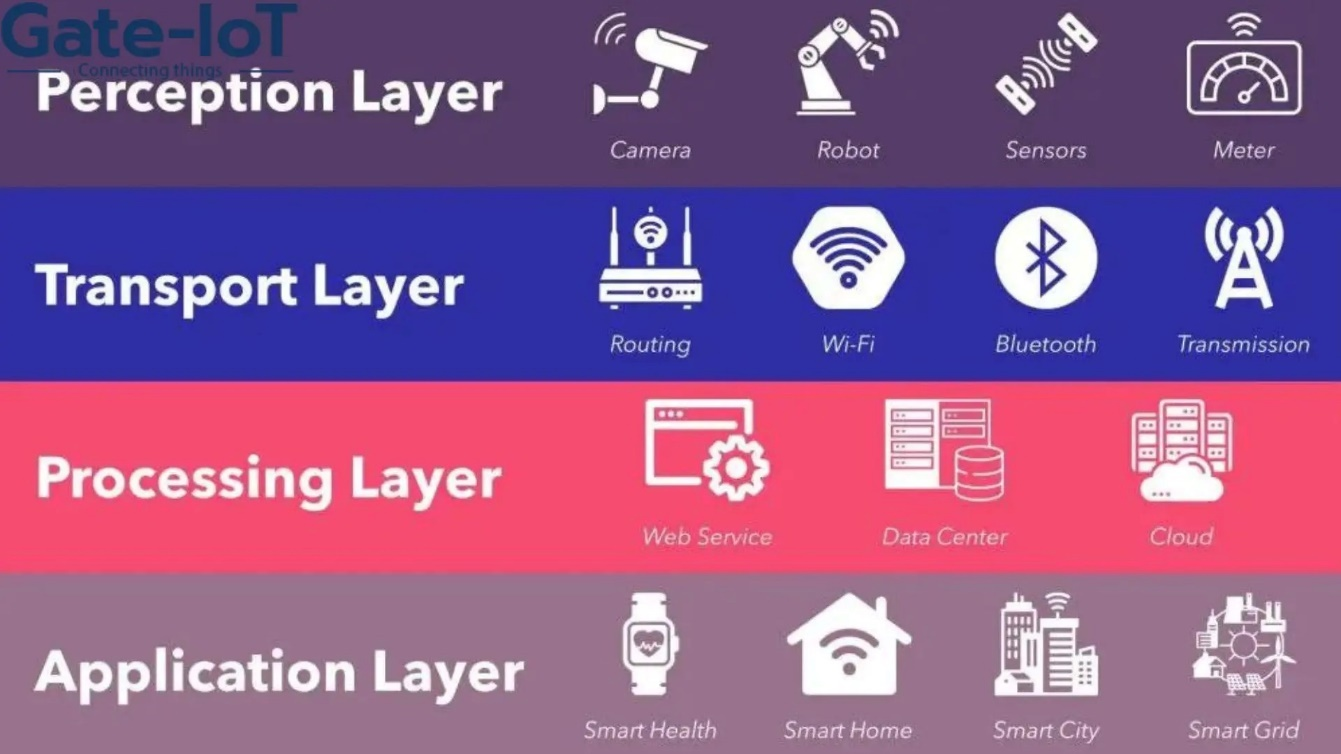 Gate-IoT
Connecting things
Perception Layer
Camera
Robot
Sensors
Meter
Transport Layer
Routing
Wi-Fi
Bluetooth
Transmission
Processing Layer
Web Service
Data Center
Cloud
Application Layer
Smart Health
Smart Home
Smart City
Smart Grid